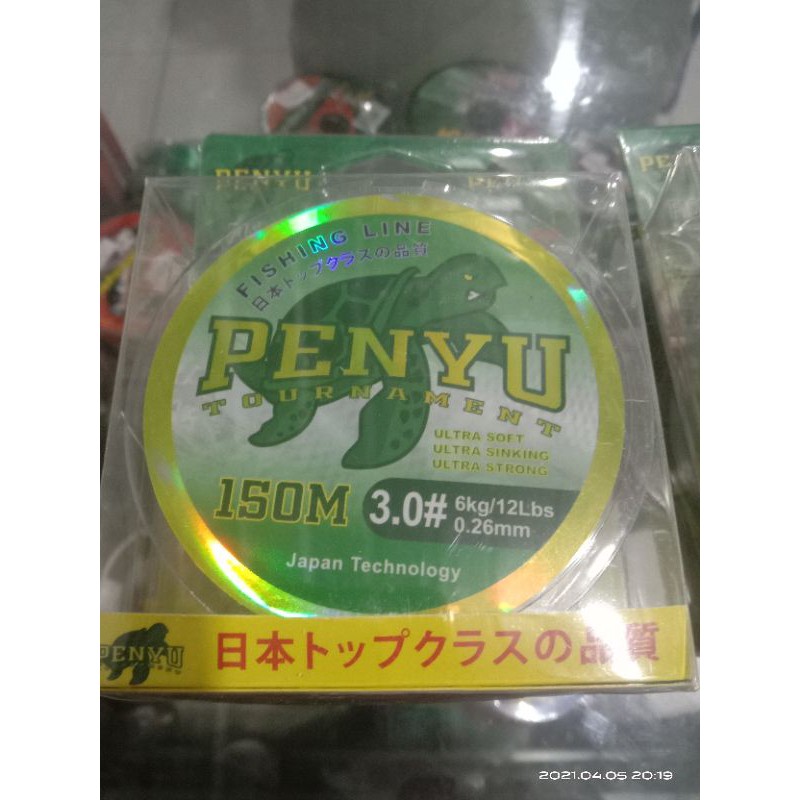 PENYU
PE
FISHING LINE
日本トップクラスの品質
PENYU
TOURNAMENT
ULTRA SOFT
ULTRA SINKING
ULTRA STRONG
150M
3.0#
6kg/12Lbs
0.26mm
Japan Technology
PENYU
日本トップクラスの品質
2021.04.05 20:19